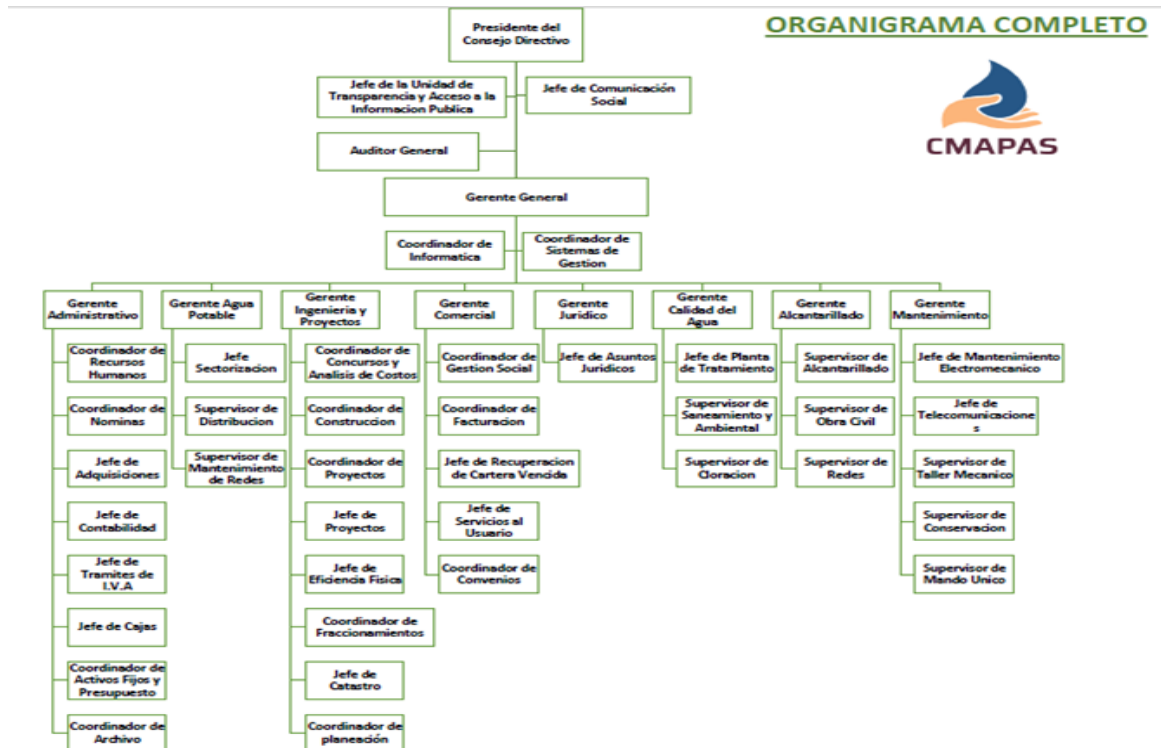 ORGANIGRAMA COMPLETO
CMAPAS
Presidente del
Consejo Directivo
Jefe de la Unidad de
Transparencia y Acceso a la
Informacion Publica
Jefe de Comunicación
Social
Auditor General
Gerente General
Coordinador de
Informatica
Coordinador de
Sistemas de
Gestion
Gerente
Administrativo
Gerente Agua
Potable
Gerente
Ingenieria y
Proyectos
Gerente
Comercial
Gerente
Juridico
Gerente
Calidad del
Agua
Gerente
Alcantarillado
Gerente
Mantenimiento
Coordinador de
Recursos
Humanos
Coordinador de
Nominas
Jefe de
Adquisiciones
Jefe de
Contabilidad
Jefe de
Tramites de
I.V.A
Jefe de Cajas
Coordinador de
Activos Fijos y
Presupuesto
Coordinador de
Archivo
Jefe
Sectorizacion
Supervisor de
Distribucion
Supervisor de
Mantenimiento
de Redes
Coordinador de
Concursos y
Analisis de Costos
Coordinador de
Construccion
Coordinador de
Proyectos
Jefe de
Proyectos
Jefe de
Eficiencia Fisica
Coordinador de
Fraccionamientos
Jefe de
Catastro
Coordinador de
planeación
Coordinador de
Gestion Social
Coordinador de
Facturacion
Jefe de Recuperacion
de Cartera Vencida
Jefe de
Servicios al
Usuario
Coordinador de
Convenios
Jefe de Asuntos
Juridicos
Jefe de Planta
de Tratamiento
Supervisor de
Saneamiento y
Ambiental
Supervisor de
Cloracion
Supervisor de
Alcantarillado
Supervisor de
Obra Civil
Supervisor de
Redes
Jefe de Mantenimiento
Electromecanico
Jefe de
Telecomunicacione
s
Supervisor de
Taller Mecanico
Supervisor de
Conservacion
Supervisor de
Mando Unico